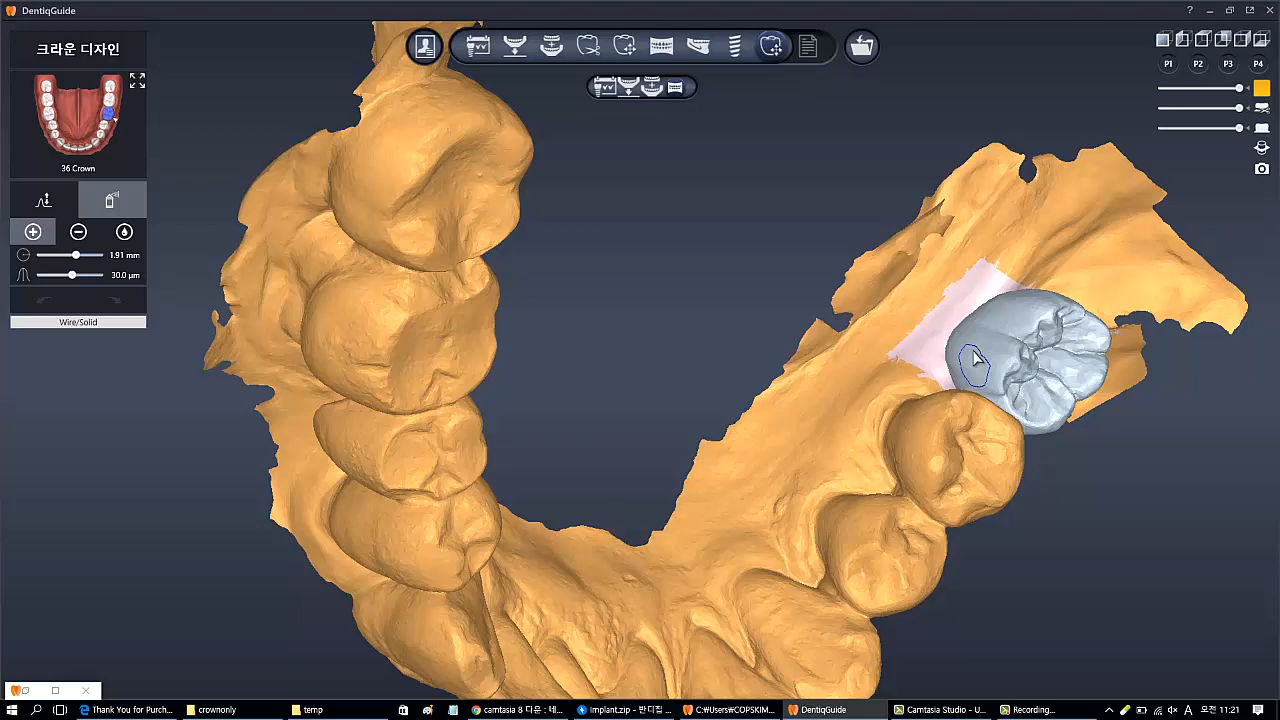 DentiqGuide
크라운 디자인
P1 P2 P3 P4
36 Crown
1.91 mm
30.0 µm
Wire/Solid
Thank You for Purch...
crownonly
temp
camtasia 8 다운 : 네...
Implant.zip - 반디집 ...
C:\Users\COPSKIM...
DentiqGuide
Camtasia Studio - U...
Recording...
A
오전 11:21